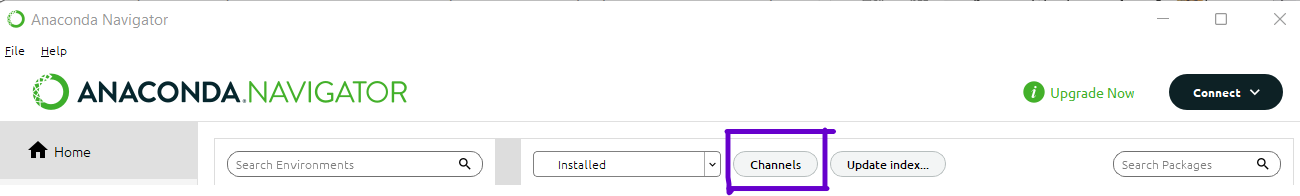 Anaconda Navigator
File Help
ANACONDA.NAVIGATOR
i Upgrade Now
Connect
Home
Search Environments
Installed
Channels
Update index...
Search Packages